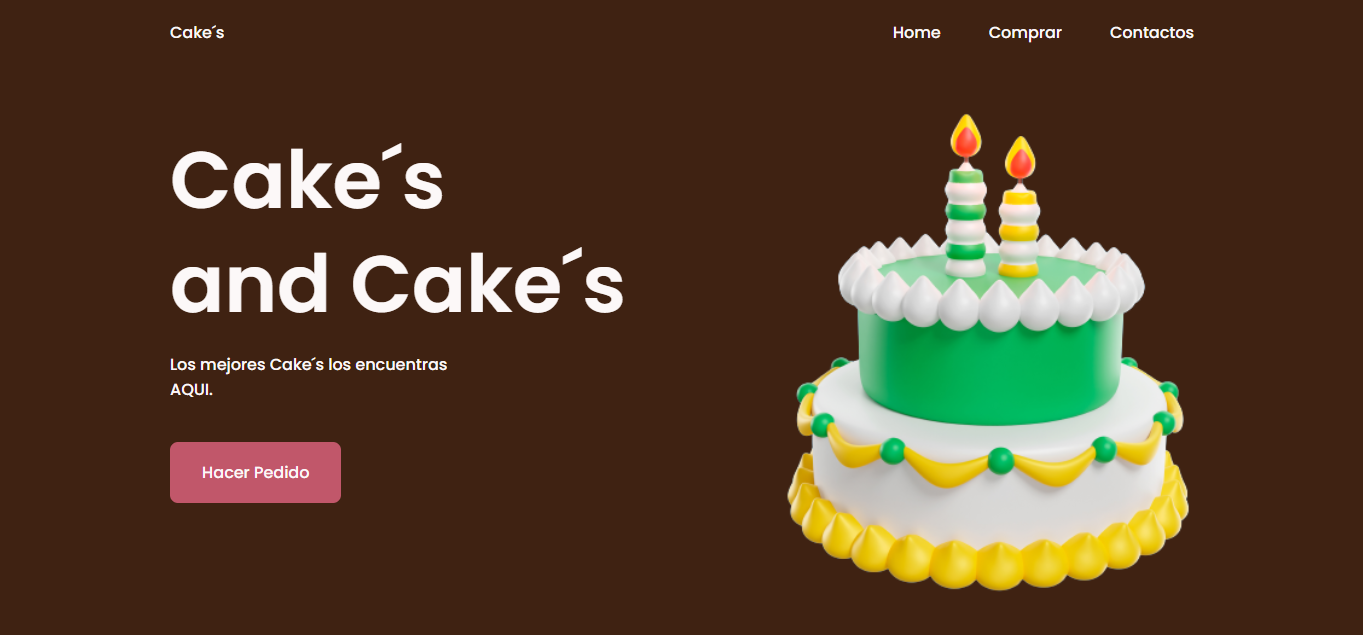 Cake´s
Home Comprar Contactos
Cake´s
and Cake´s
Los mejores Cake´s los encuentras
AQUI.
Hacer Pedido